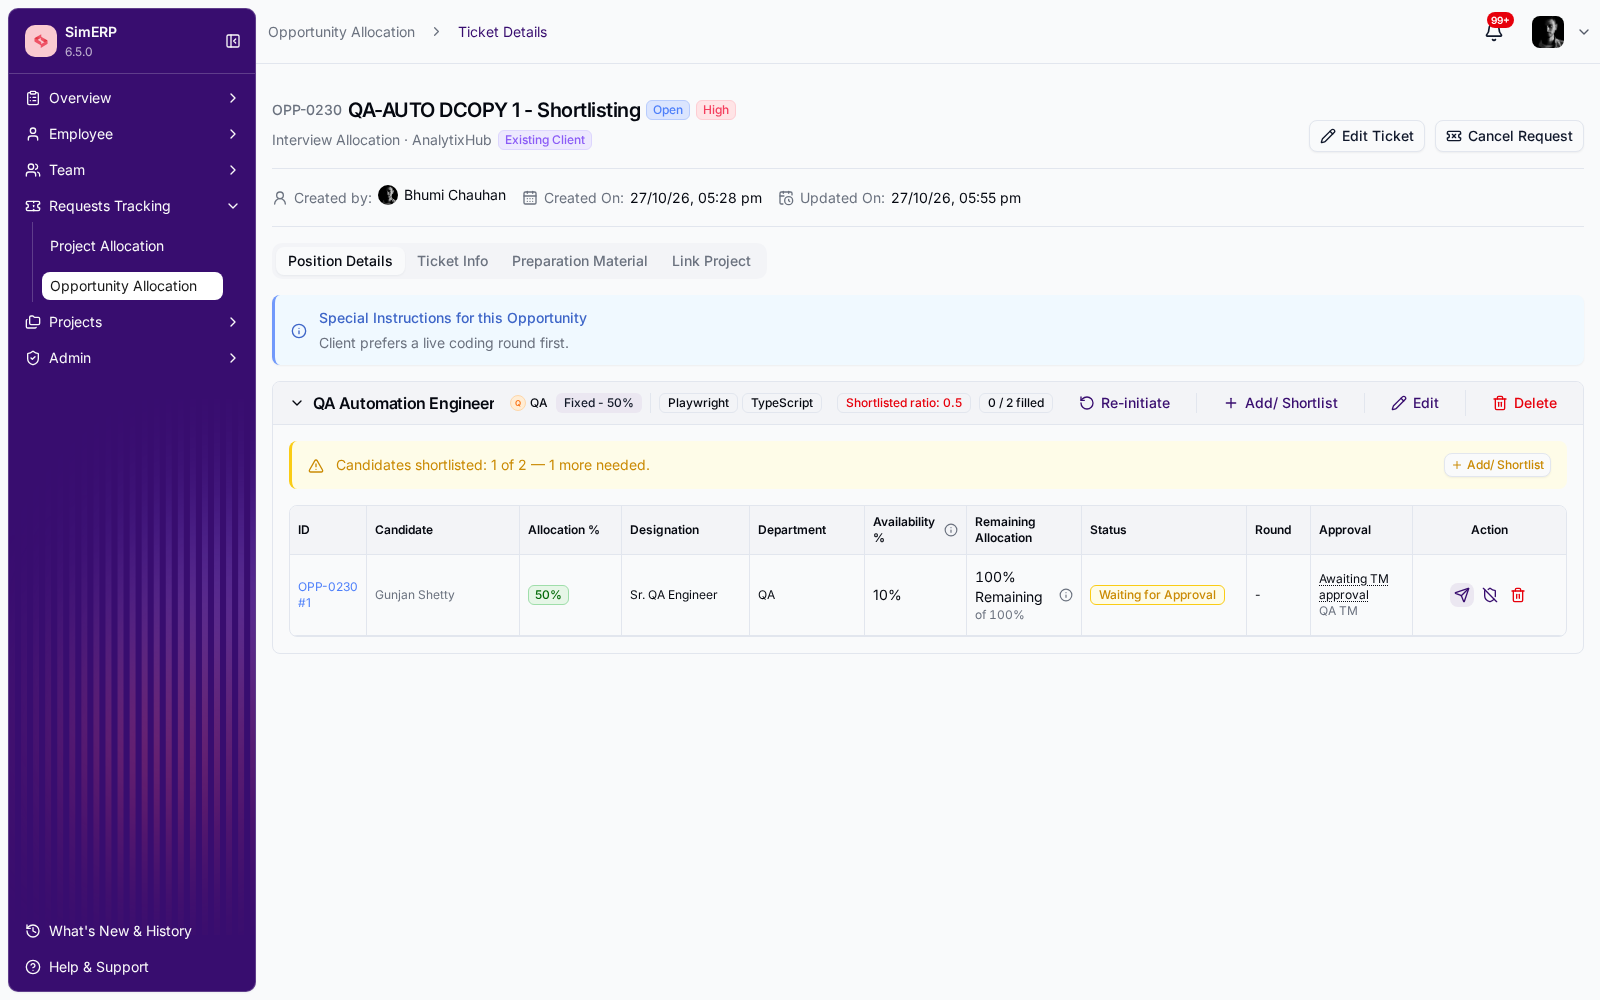 SimERP
6.5.0
Overview
Employee
Team
Requests Tracking
Project Allocation
Opportunity Allocation
Projects
Admin
What's New & History
Help & Support
Opportunity Allocation > Ticket Details
99+
OPP-0230 QA-AUTO DCOPY 1 - Shortlisting Open High
Interview Allocation · AnalytixHub Existing Client
Edit Ticket Cancel Request
Created by: Bhumi Chauhan Created On: 27/10/26, 05:28 pm Updated On: 27/10/26, 05:55 pm
Position Details Ticket Info Preparation Material Link Project
Special Instructions for this Opportunity
Client prefers a live coding round first.
QA Automation Engineer Q QA Fixed - 50% Playwright TypeScript Shortlisted ratio: 0.5 0 / 2 filled Re-initiate Add/ Shortlist Edit Delete
Candidates shortlisted: 1 of 2 — 1 more needed. Add/ Shortlist
ID Candidate Allocation % Designation Department Availability % Remaining Allocation Status Round Approval Action
OPP-0230 #1 Gunjan Shetty 50% Sr. QA Engineer QA 10% 100% Remaining of 100% Waiting for Approval - Awaiting TM approval QA TM